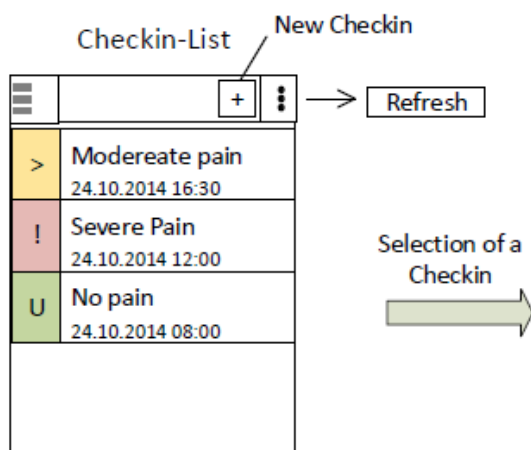 Checkin-List
New Checkin
+
Refresh
>
Modereate pain
24.10.2014 16:30
!
Severe Pain
24.10.2014 12:00
U
No pain
24.10.2014 08:00
Selection of a
Checkin